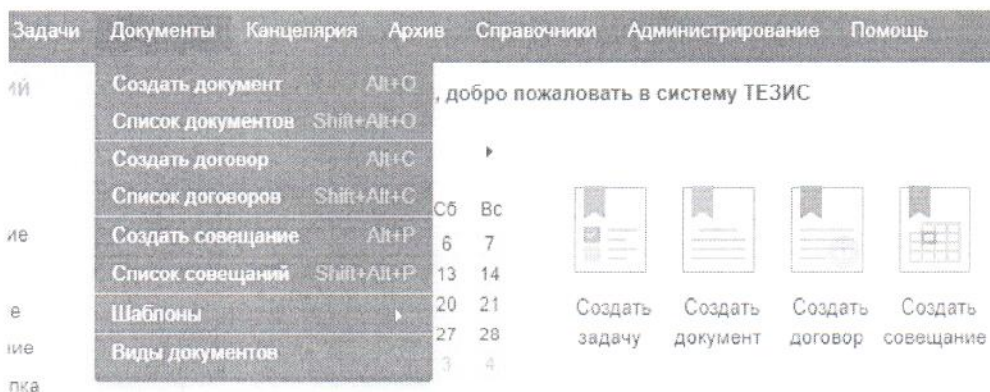 Задачи Документы Канцелярия Архив Справочники Администрирование Помощь
Создать документ Alt+O
Список документов Shift+Alt+O
Создать договор Alt+C
Список договоров Shift+Alt+C
Создать совещание Alt+P
Список совещаний Shift+Alt+P
Шаблоны
Виды документов
, добро пожаловать в систему ТЕЗИС
Сб Вс
6 7
13 14
20 21
27 28
3 4
Создать задачу
Создать документ
Создать договор
Создать совещание